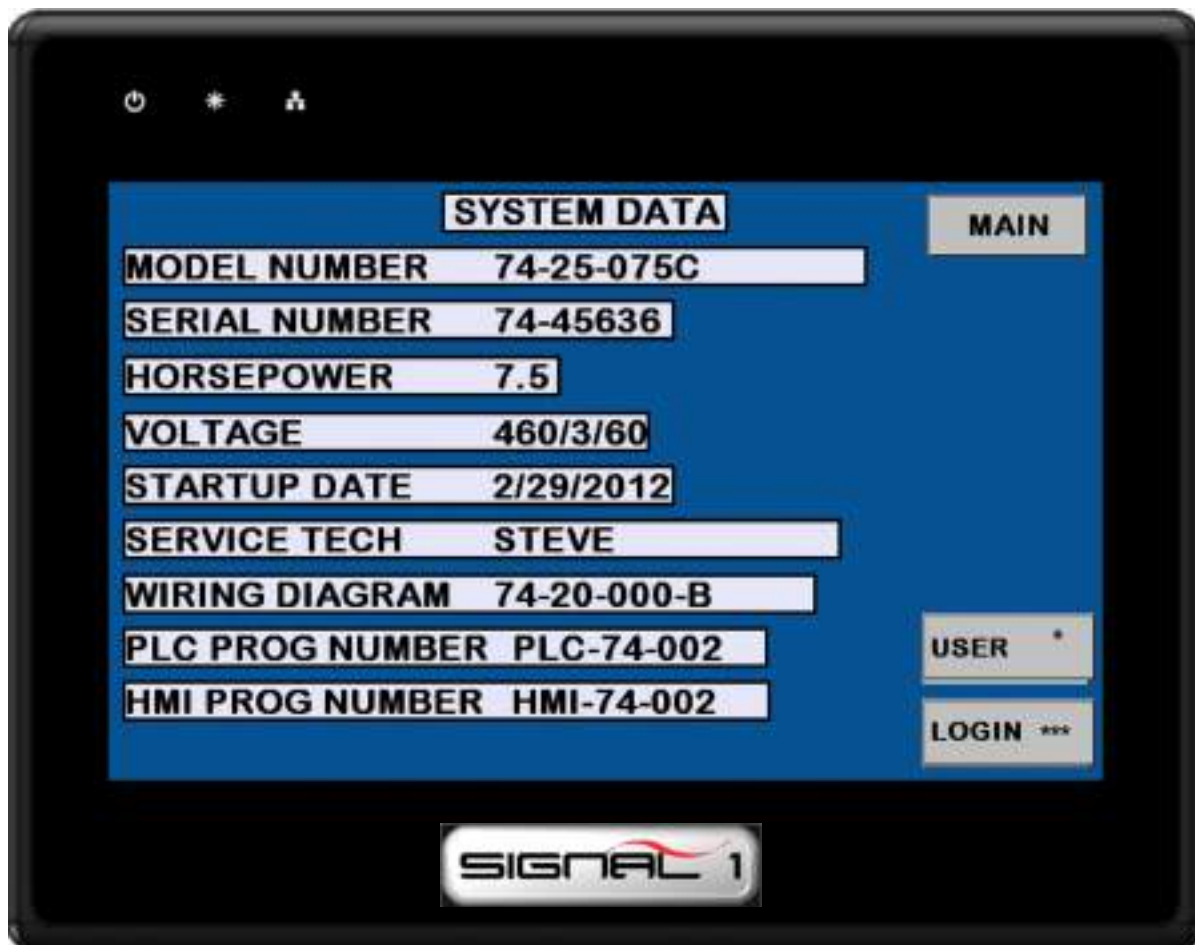 SYSTEM DATA
MAIN
MODEL NUMBER 74-25-075C
SERIAL NUMBER 74-45636
HORSEPOWER 7.5
VOLTAGE 460/3/60
STARTUP DATE 2/29/2012
SERVICE TECH STEVE
WIRING DIAGRAM 74-20-000-B
PLC PROG NUMBER PLC-74-002
USER *
HMI PROG NUMBER HMI-74-002
LOGIN ***
SIGNAL 1